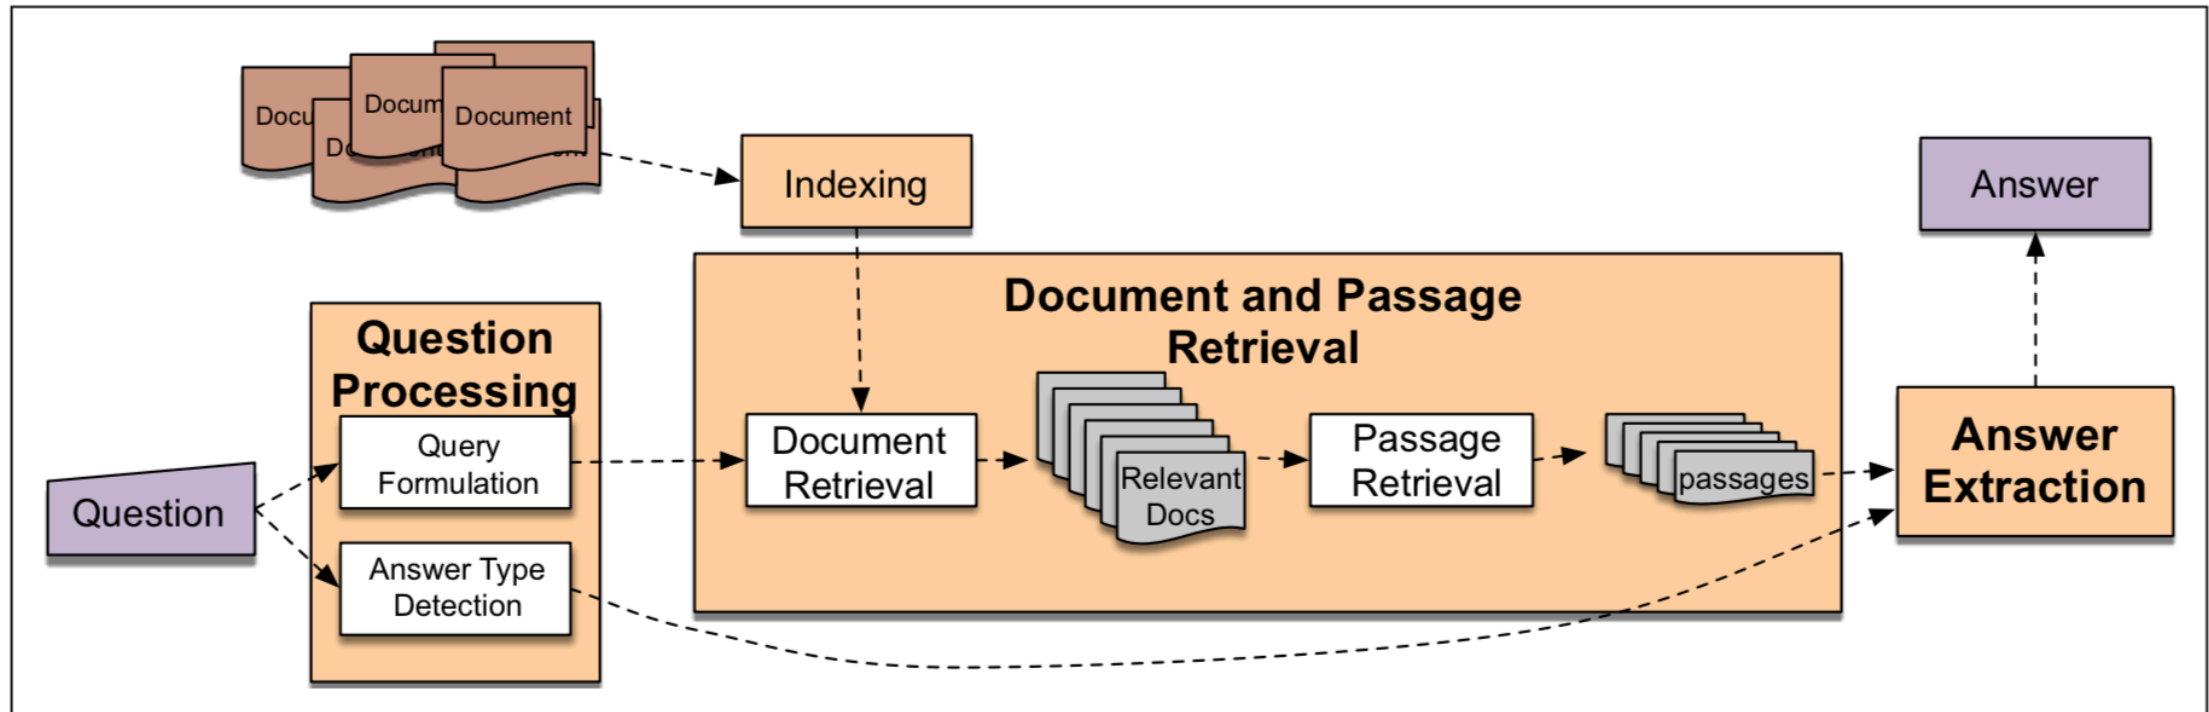 Docu
Docum
Document
Indexing
Answer
Document and Passage
Retrieval
Question
Processing
Query
Formulation
Answer Type
Detection
Question
Document
Retrieval
Relevant
Docs
Passage
Retrieval
passages
Answer
Extraction